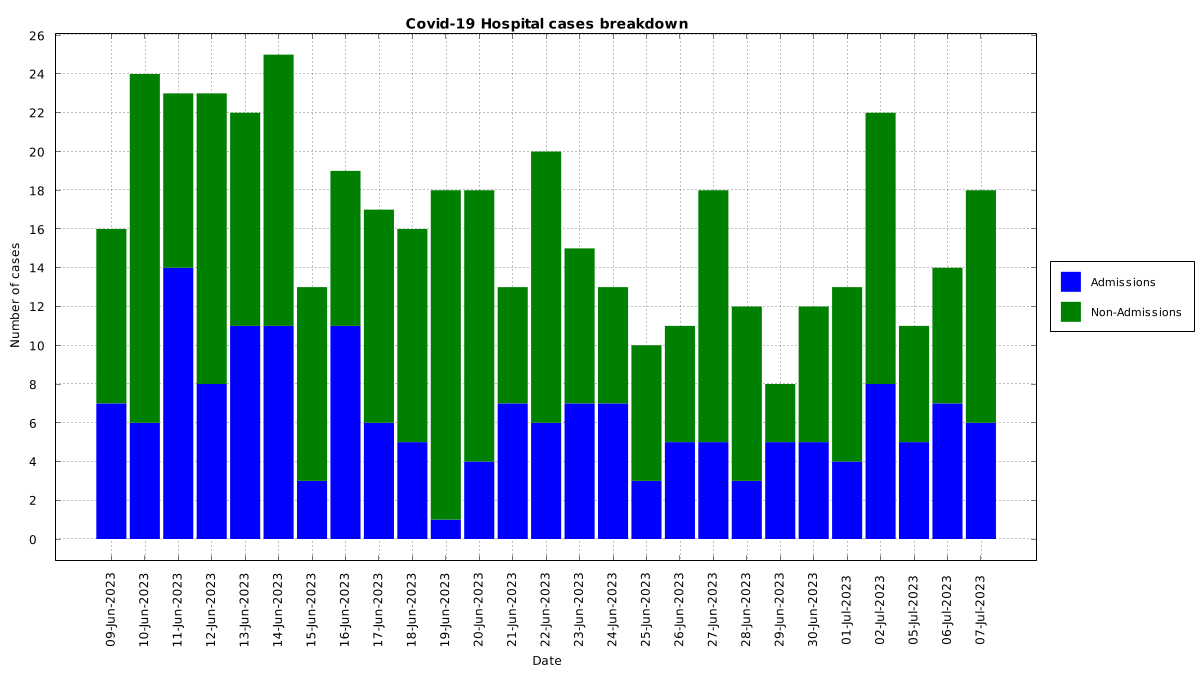 Covid-19 Hospital cases breakdown
26
24
22
20
18
16
14
12
10
8
6
4
2
0
Number of cases
09-Jun-2023
10-Jun-2023
11-Jun-2023
12-Jun-2023
13-Jun-2023
14-Jun-2023
15-Jun-2023
16-Jun-2023
17-Jun-2023
18-Jun-2023
19-Jun-2023
20-Jun-2023
21-Jun-2023
22-Jun-2023
23-Jun-2023
24-Jun-2023
25-Jun-2023
26-Jun-2023
27-Jun-2023
28-Jun-2023
29-Jun-2023
30-Jun-2023
01-Jul-2023
02-Jul-2023
05-Jul-2023
06-Jul-2023
07-Jul-2023
Date
Admissions
Non-Admissions